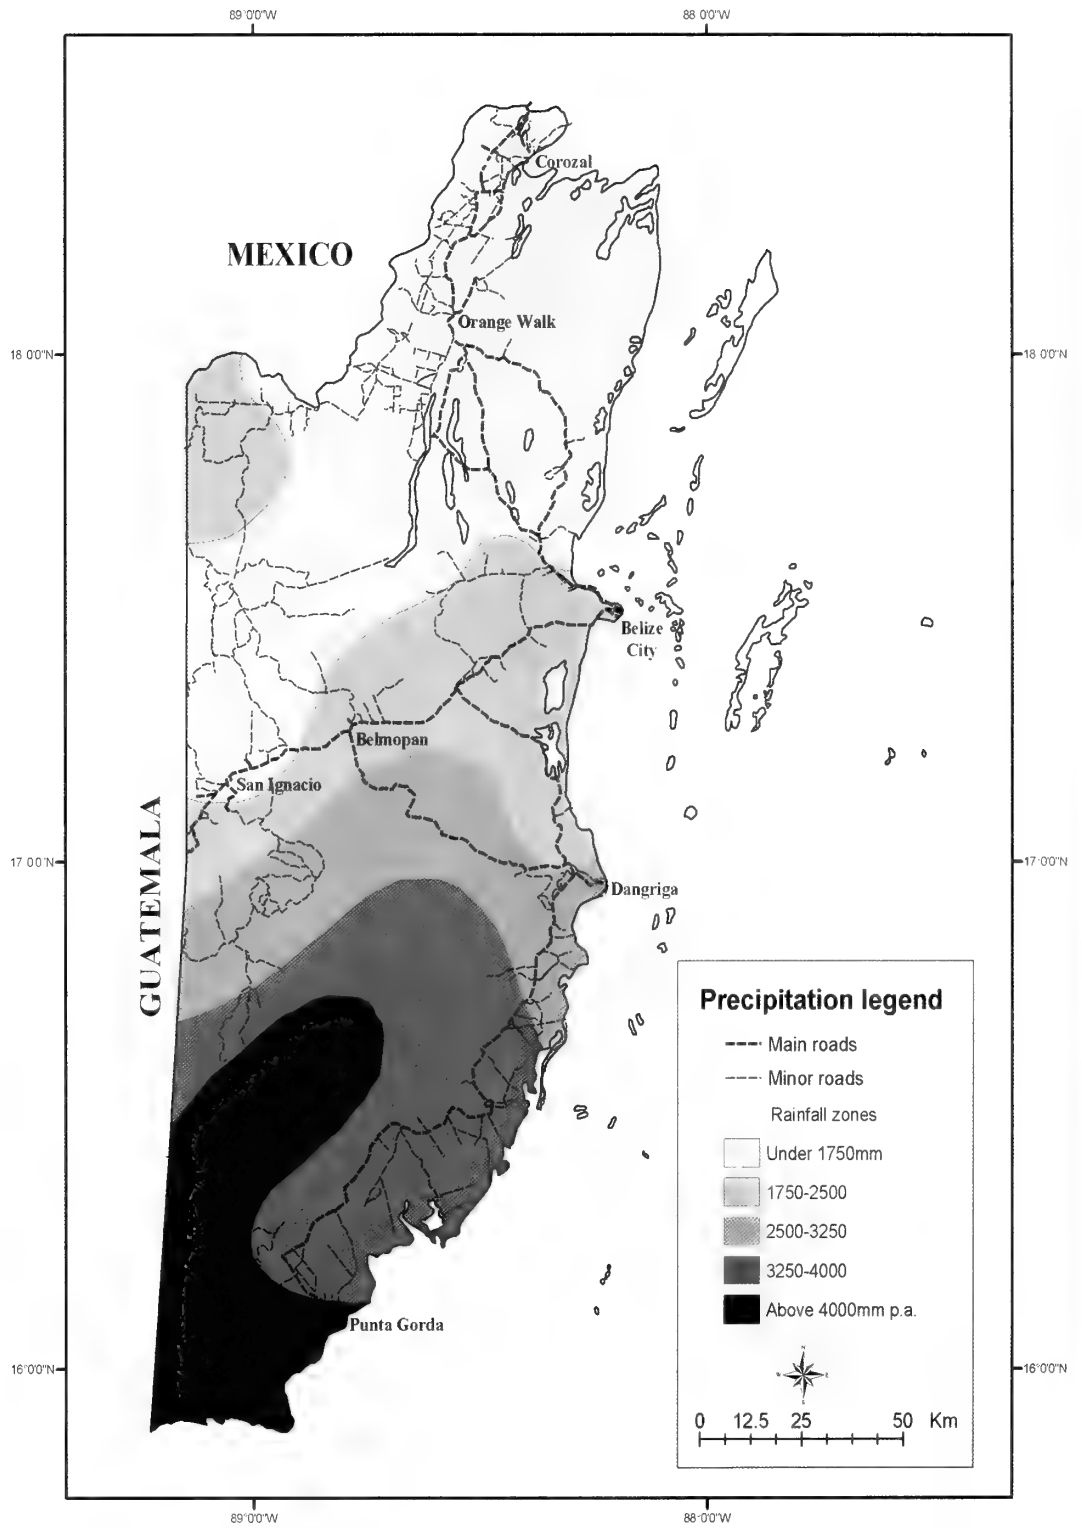 89°0'0"W
88°0'0"W
Corozal
MEXICO
Orange Walk
18°0'0"N
18°0'0"N
Belize
City
Belmopan
San Ignacio
GUATEMALA
17°0'0"N
17°0'0"N
Dangriga
Precipitation legend
Main roads
Minor roads
Rainfall zones
Under 1750mm
1750-2500
2500-3250
3250-4000
Above 4000mm p.a.
Punta Gorda
N
W
E
S
16°0'0"N
16°0'0"N
0 12.5 25 50 Km
89°0'0"W
88°0'0"W